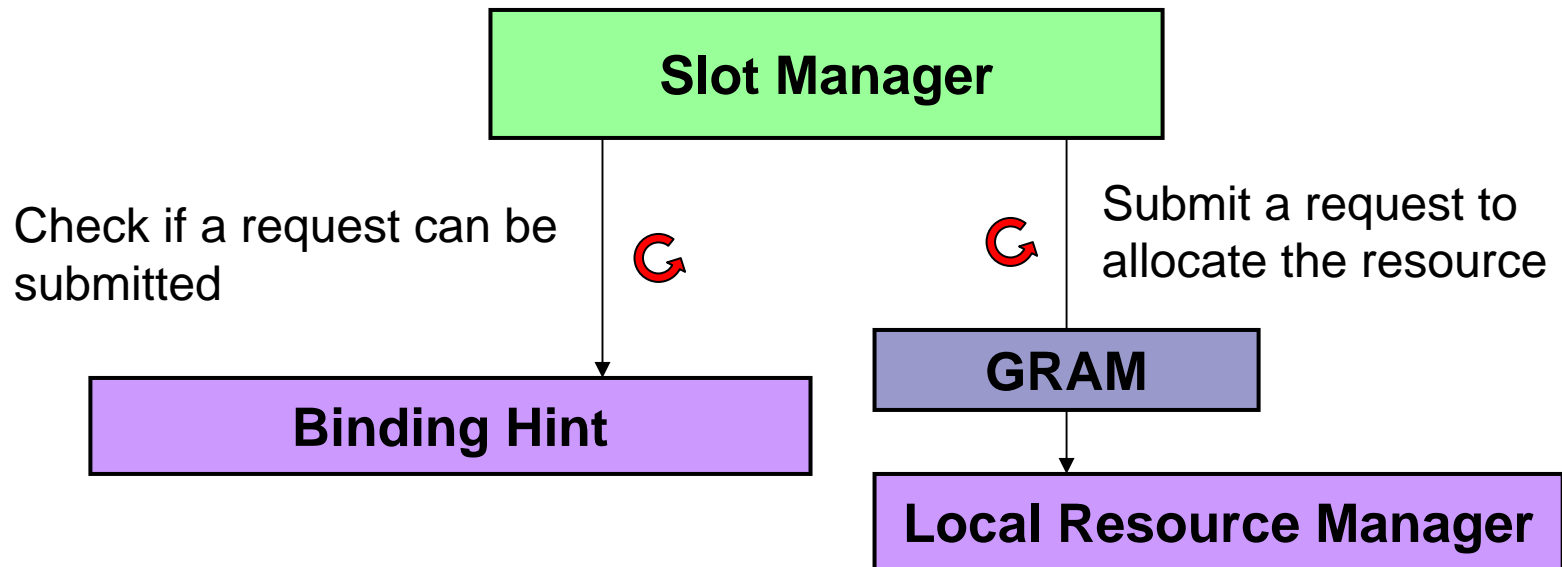 Slot Manager
Check if a request can be
submitted
Submit a request to
allocate the resource
GRAM
Binding Hint
Local Resource Manager